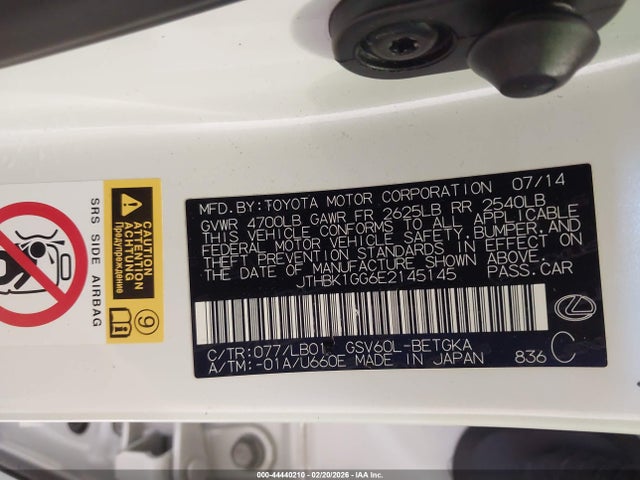 MFD.BY:TOYOTA MOTOR CORPORATION 07/14
GVWR 4700LB GAWR FR 2625LB RR 2540LB
THIS VEHICLE CONFORMS TO ALL APPLICABLE
FEDERAL MOTOR VEHICLE SAFETY,BUMPER,AND
THEFT PREVENTION STANDARDS IN EFFECT ON
THE DATE OF MANUFACTURE SHOWN ABOVE.
JTHBK1GG6E2145145 PASS.CAR
C/TR:077/LB01 GSV60L-BETGKA
A/TM:-01A/U660E MADE IN JAPAN 836
C
SRS SIDE AIRBAG
WARNING
Предупреждение
9
000-44440210 - 02/20/2026 - IAA Inc.